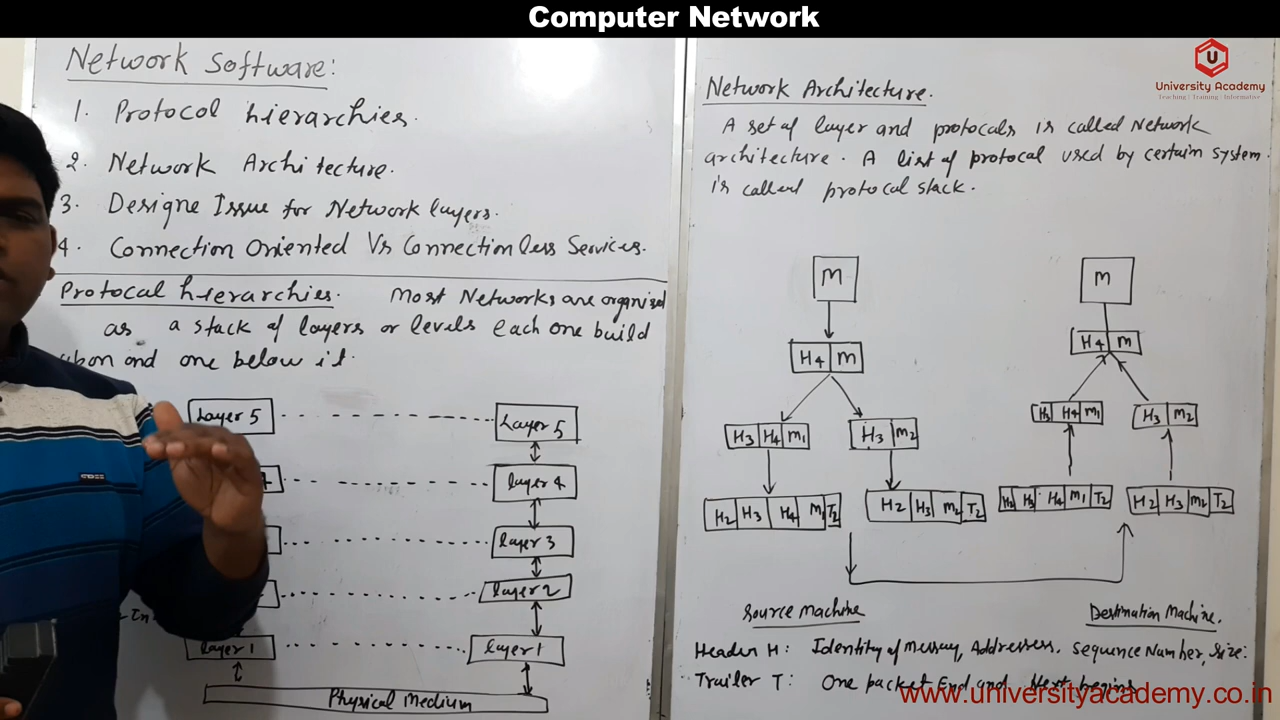 Computer Network
Network Software:
1. Protocol hierarchies.
2. Network Architecture.
3. Designe Issue for Network layers.
4. Connection Oriented Vs Connectionless Services.
Protocal hierarchies. Most Networks are organised
as a stack of layers or levels each one build
upon and one below it.
Layer 5
Layer 5
4
layer 4
layer 3
layer 2
Layer 1
layer 1
Physical Medium
U
University Academy
Teaching | Training | Informative
Network Architecture.
A set of layer and protocals is called Network
architecture. A list of protocal used by certain system
is called protocal stack.
M
M
H4 M
H4 M
H3 H4 M1
H3 M2
H3 H4 M1
H3 M2
H2 H3 H4 M1 T2
H2 H3 M2 T2
H2 H3 H4 M1 T2
H2 H3 M2 T2
Source Machine
Destination Machine.
Header H: Identity of Message, Addresses. Sequence Number, Size.
Trailer T: One packet End and Next begins
www.universityacademy.co.in